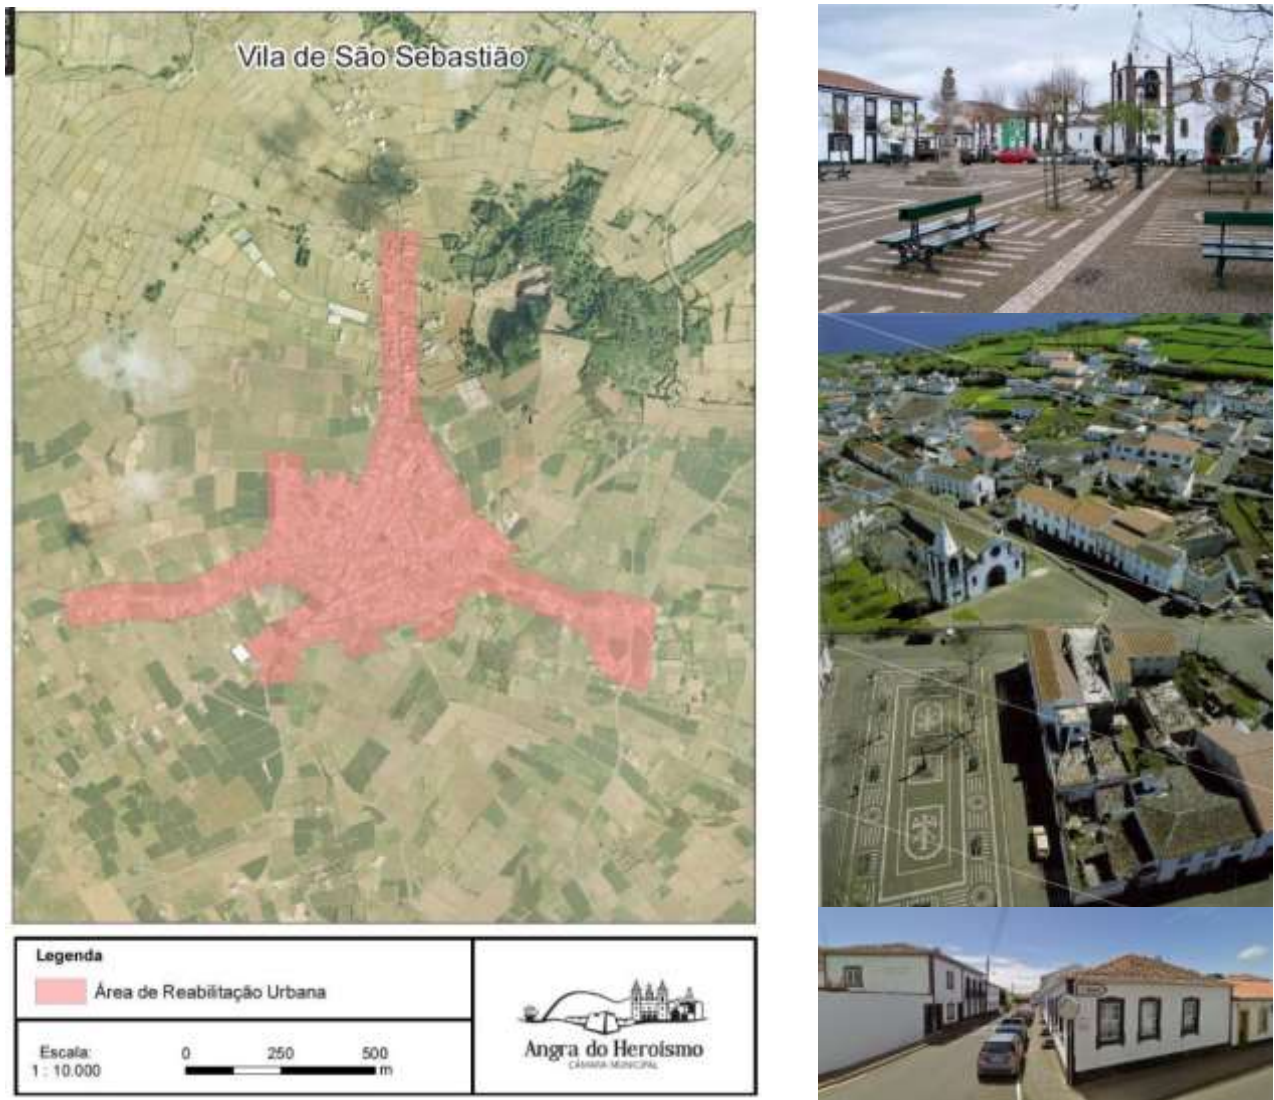 Vila de São Sebastião
Legenda
Área de Reabilitação Urbana
Escala:
1 : 10.000
0 250 500
m
Angra do Heroísmo
CÂMARA MUNICIPAL